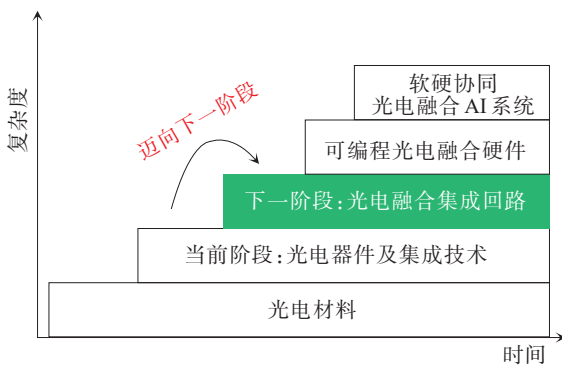 复杂度
迈向下一阶段
软硬协同
光电融合AI系统
可编程光电融合硬件
下一阶段:光电融合集成回路
当前阶段:光电器件及集成技术
光电材料
时间